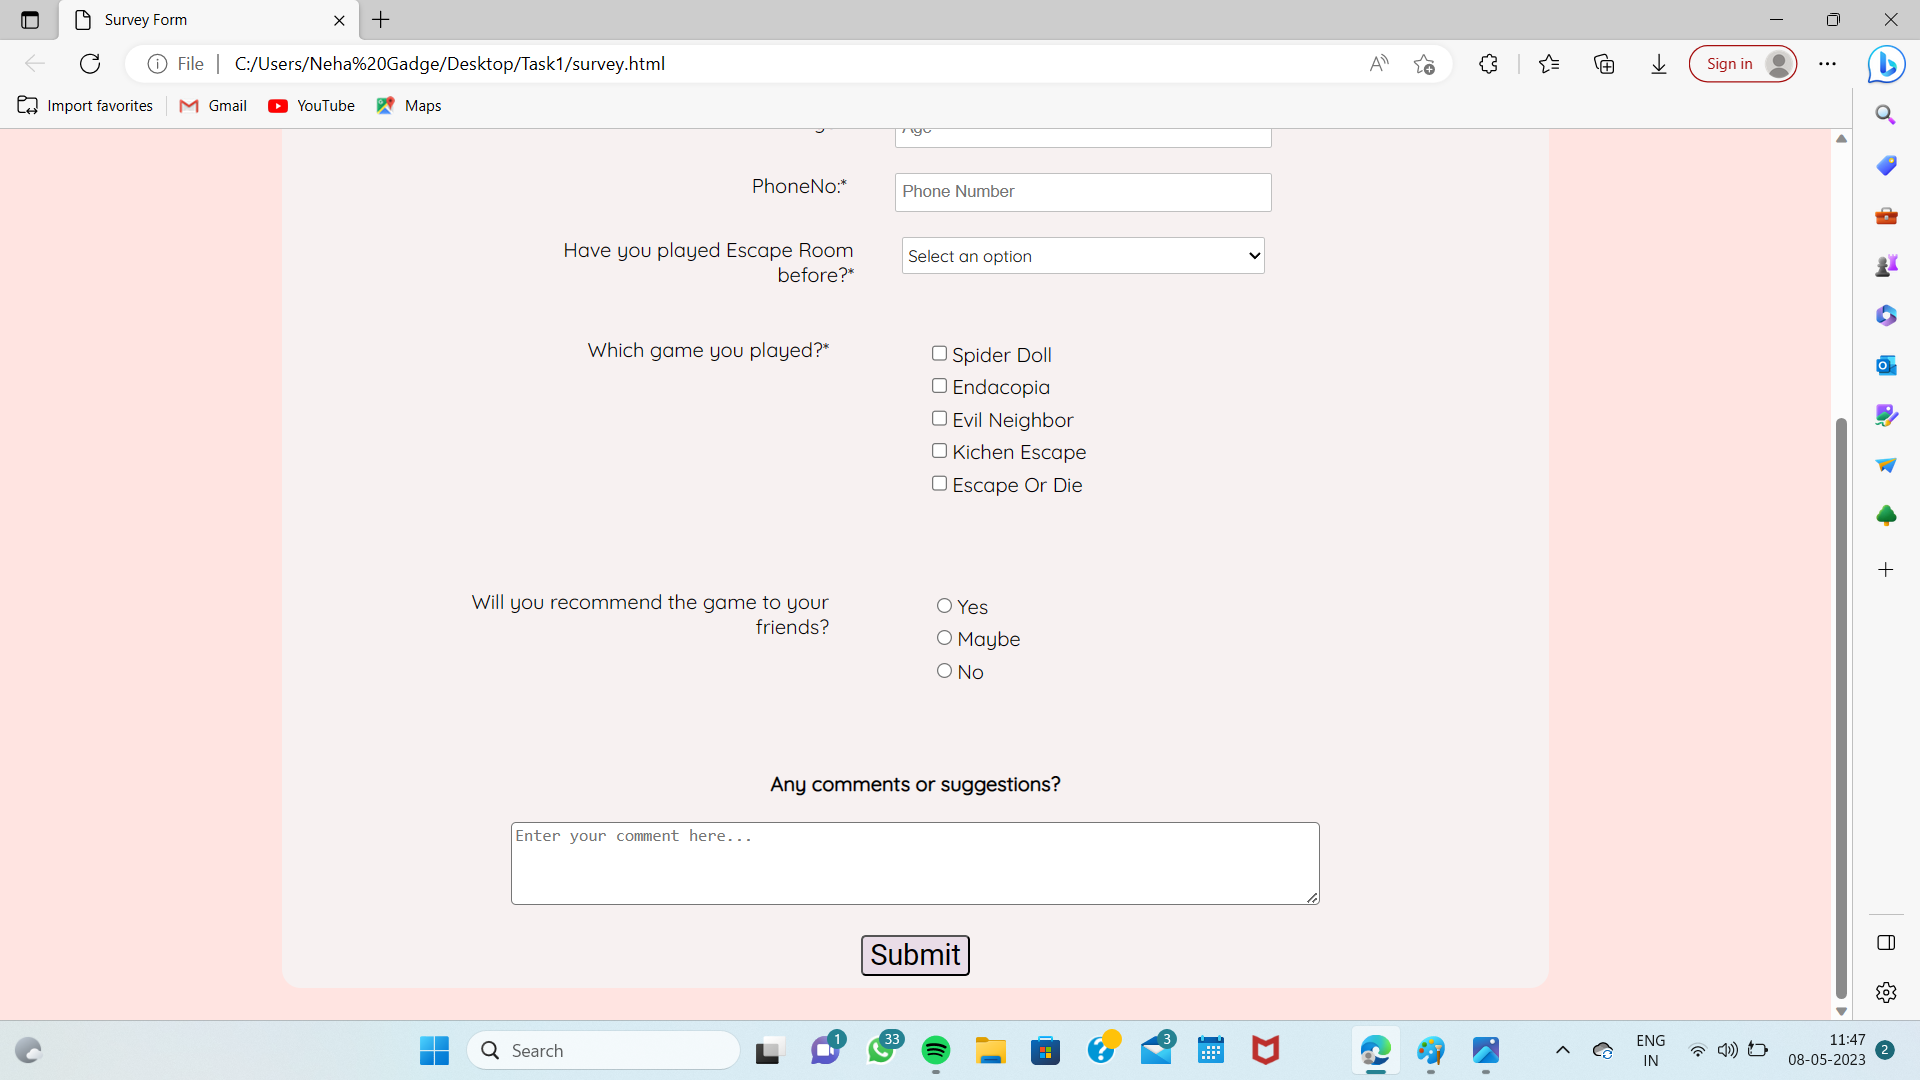 Survey Form
File
C:/Users/Neha%20Gadge/Desktop/Task1/survey.html
Sign in
Import favorites
Gmail
YouTube
Maps
PhoneNo:*
Phone Number
Have you played Escape Room
before?*
Select an option
Which game you played?*
Spider Doll
Endacopia
Evil Neighbor
Kichen Escape
Escape Or Die
Will you recommend the game to your
friends?
Yes
Maybe
No
Any comments or suggestions?
Enter your comment here...
Submit
Search
1
33
3
ENG
IN
11:47
08-05-2023
2